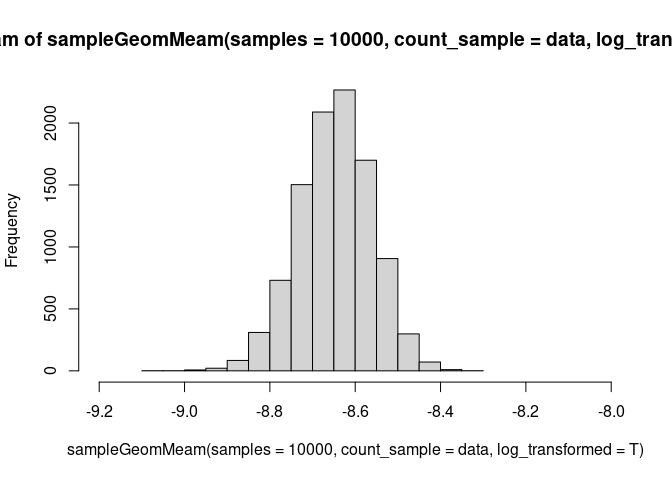 am of sampleGeomMeam(samples = 10000, count_sample = data, log_tran
Frequency
2000
1500
1000
500
0
-9.2 -9.0 -8.8 -8.6 -8.4 -8.2 -8.0
sampleGeomMeam(samples = 10000, count_sample = data, log_transformed = T)